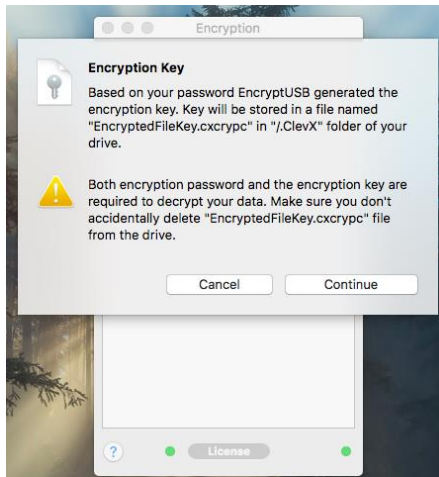 Encryption
Encryption Key
Based on your password EncryptUSB generated the
encryption key. Key will be stored in a file named
"EncryptedFileKey.cxcrypc" in "/.ClevX" folder of your
drive.
Both encryption password and the encryption key are
required to decrypt your data. Make sure you don't
accidentally delete "EncryptedFileKey.cxcrypc" file
from the drive.
Cancel Continue
? License